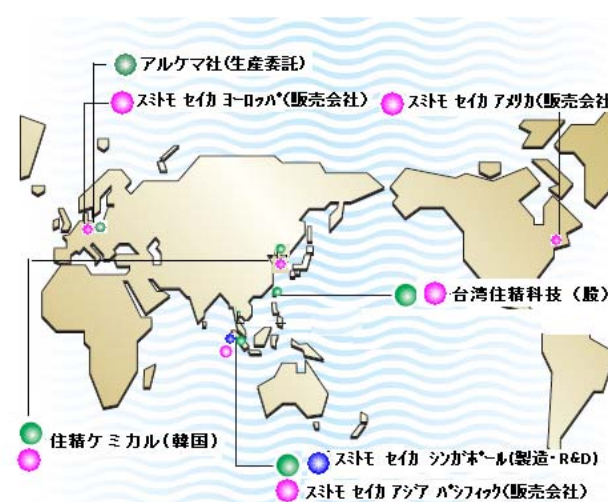 アルケマ社(生産委託)
スミトモ セイカ ヨーロッパ(販売会社)
スミトモ セイカ アメリカ(販売会社
台湾住精科技（股）
住精ケミカル(韓国)
スミトモ セイカ シンガポール(製造・R&D)
スミトモ セイカ アジア パシフィック(販売会社)